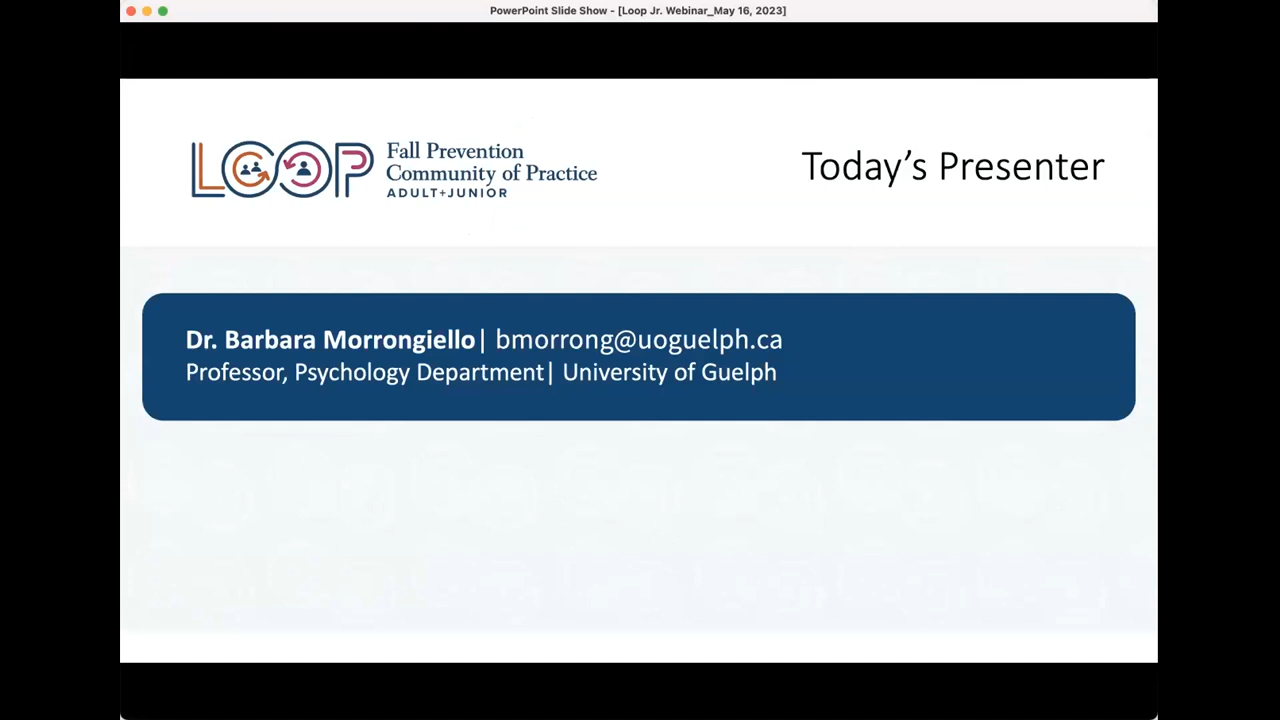 PowerPoint Slide Show - [Loop Jr. Webinar_May 16, 2023]
LOOP
Fall Prevention
Community of Practice
ADULT+JUNIOR
Today’s Presenter
Dr. Barbara Morrongiello| bmorrong@uoguelph.ca
Professor, Psychology Department| University of Guelph